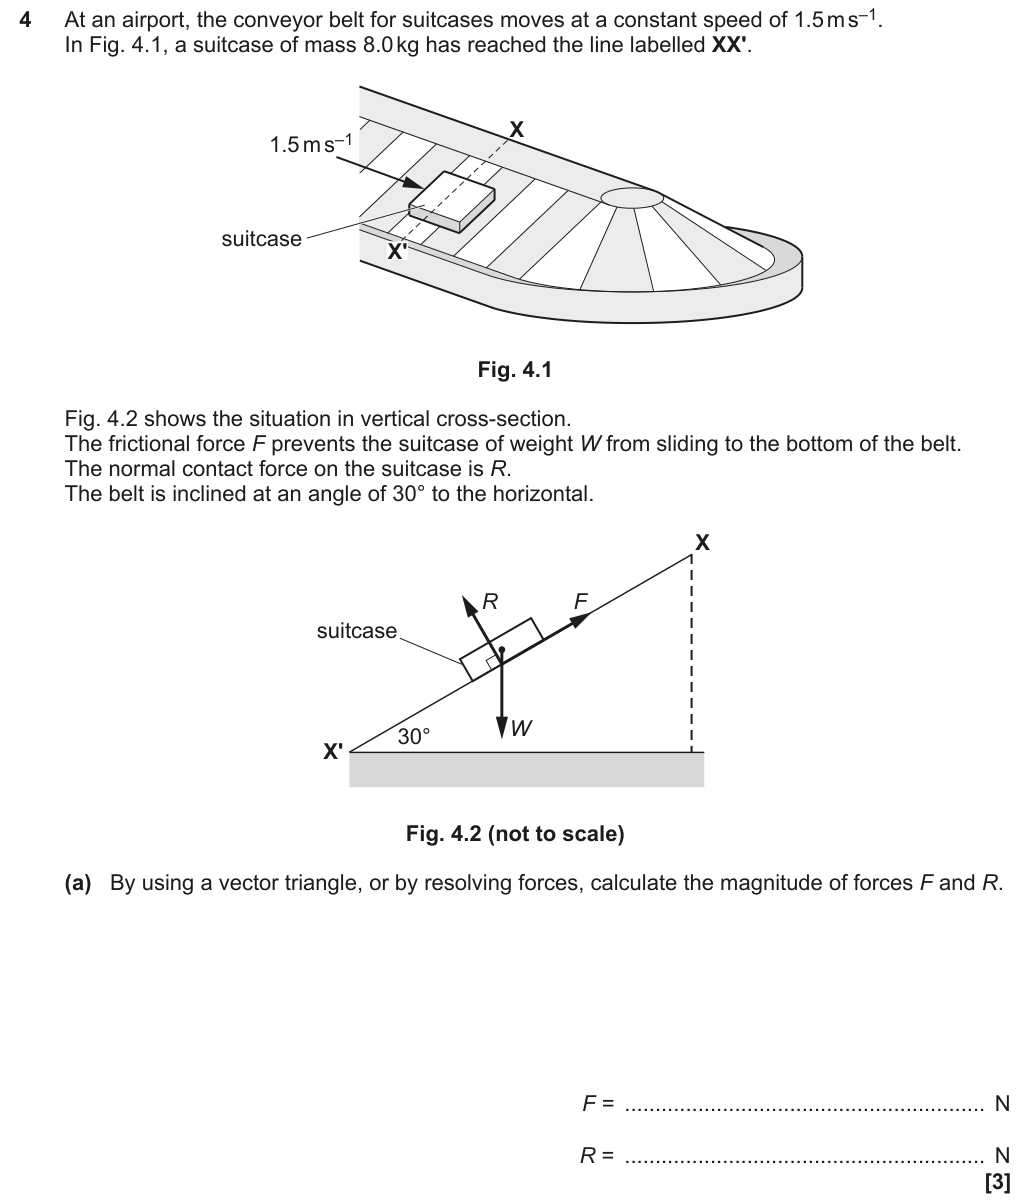 4 At an airport, the conveyor belt for suitcases moves at a constant speed of 1.5 m s⁻¹.
In Fig. 4.1, a suitcase of mass 8.0 kg has reached the line labelled XX'.
X
1.5 m s⁻¹
suitcase
X'
Fig. 4.1
Fig. 4.2 shows the situation in vertical cross-section.
The frictional force F prevents the suitcase of weight W from sliding to the bottom of the belt.
The normal contact force on the suitcase is R.
The belt is inclined at an angle of 30° to the horizontal.
X
R
F
suitcase
W
30°
X'
Fig. 4.2 (not to scale)
(a) By using a vector triangle, or by resolving forces, calculate the magnitude of forces F and R.
F = .......................................................... N
R = .......................................................... N
[3]